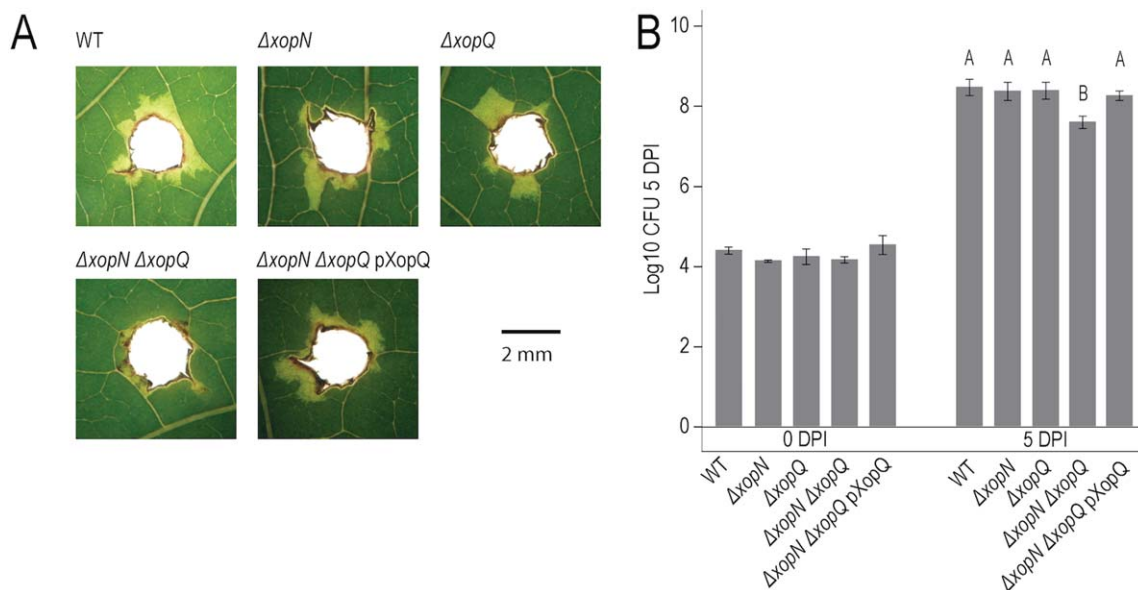 A
WT
ΔxopN
ΔxopQ
ΔxopN ΔxopQ
ΔxopN ΔxopQ pXopQ
2 mm
B
Log10 CFU 5 DPI
10
8
6
4
2
0
A
A
A
B
A
0 DPI
5 DPI
WT
ΔxopN
ΔxopQ
ΔxopN ΔxopQ
ΔxopN ΔxopQ pXopQ
WT
ΔxopN
ΔxopQ
ΔxopN ΔxopQ
ΔxopN ΔxopQ pXopQ